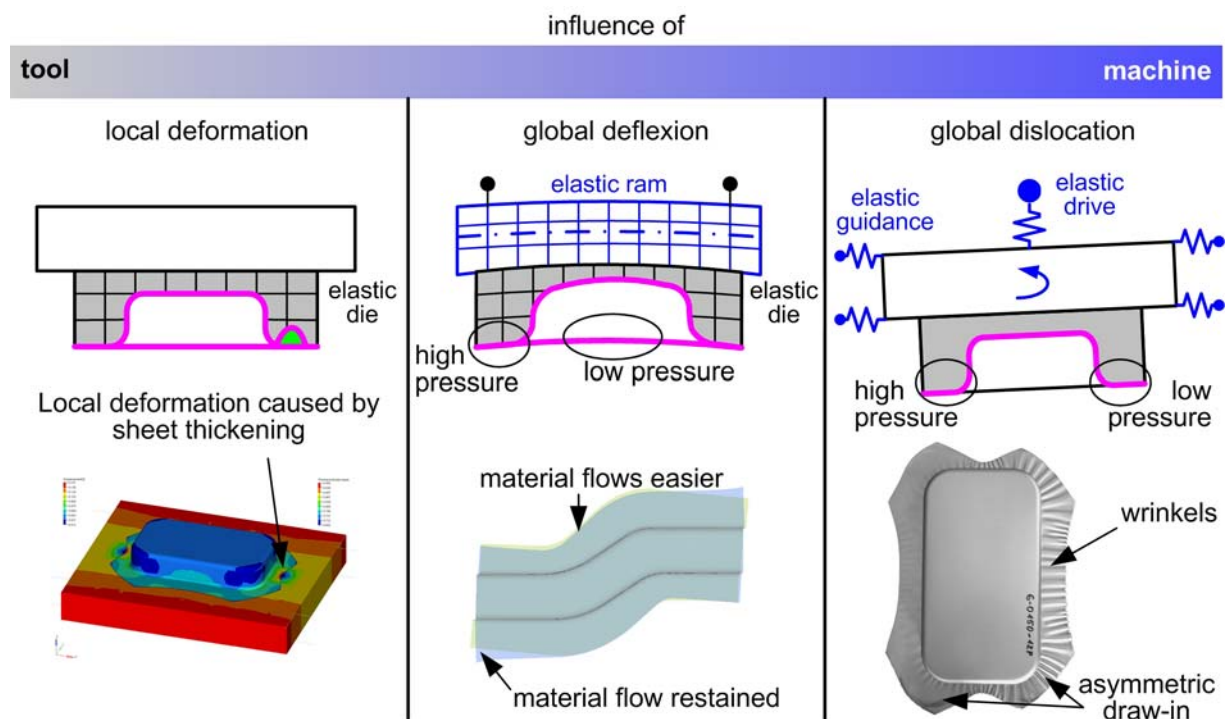 influence of
tool
machine
local deformation
elastic
die
Local deformation caused by
sheet thickening
global deflexion
elastic ram
elastic
die
high
pressure
low pressure
material flows easier
material flow restained
global dislocation
elastic
guidance
elastic
drive
high
pressure
low
pressure
wrinkels
asymmetric
draw-in